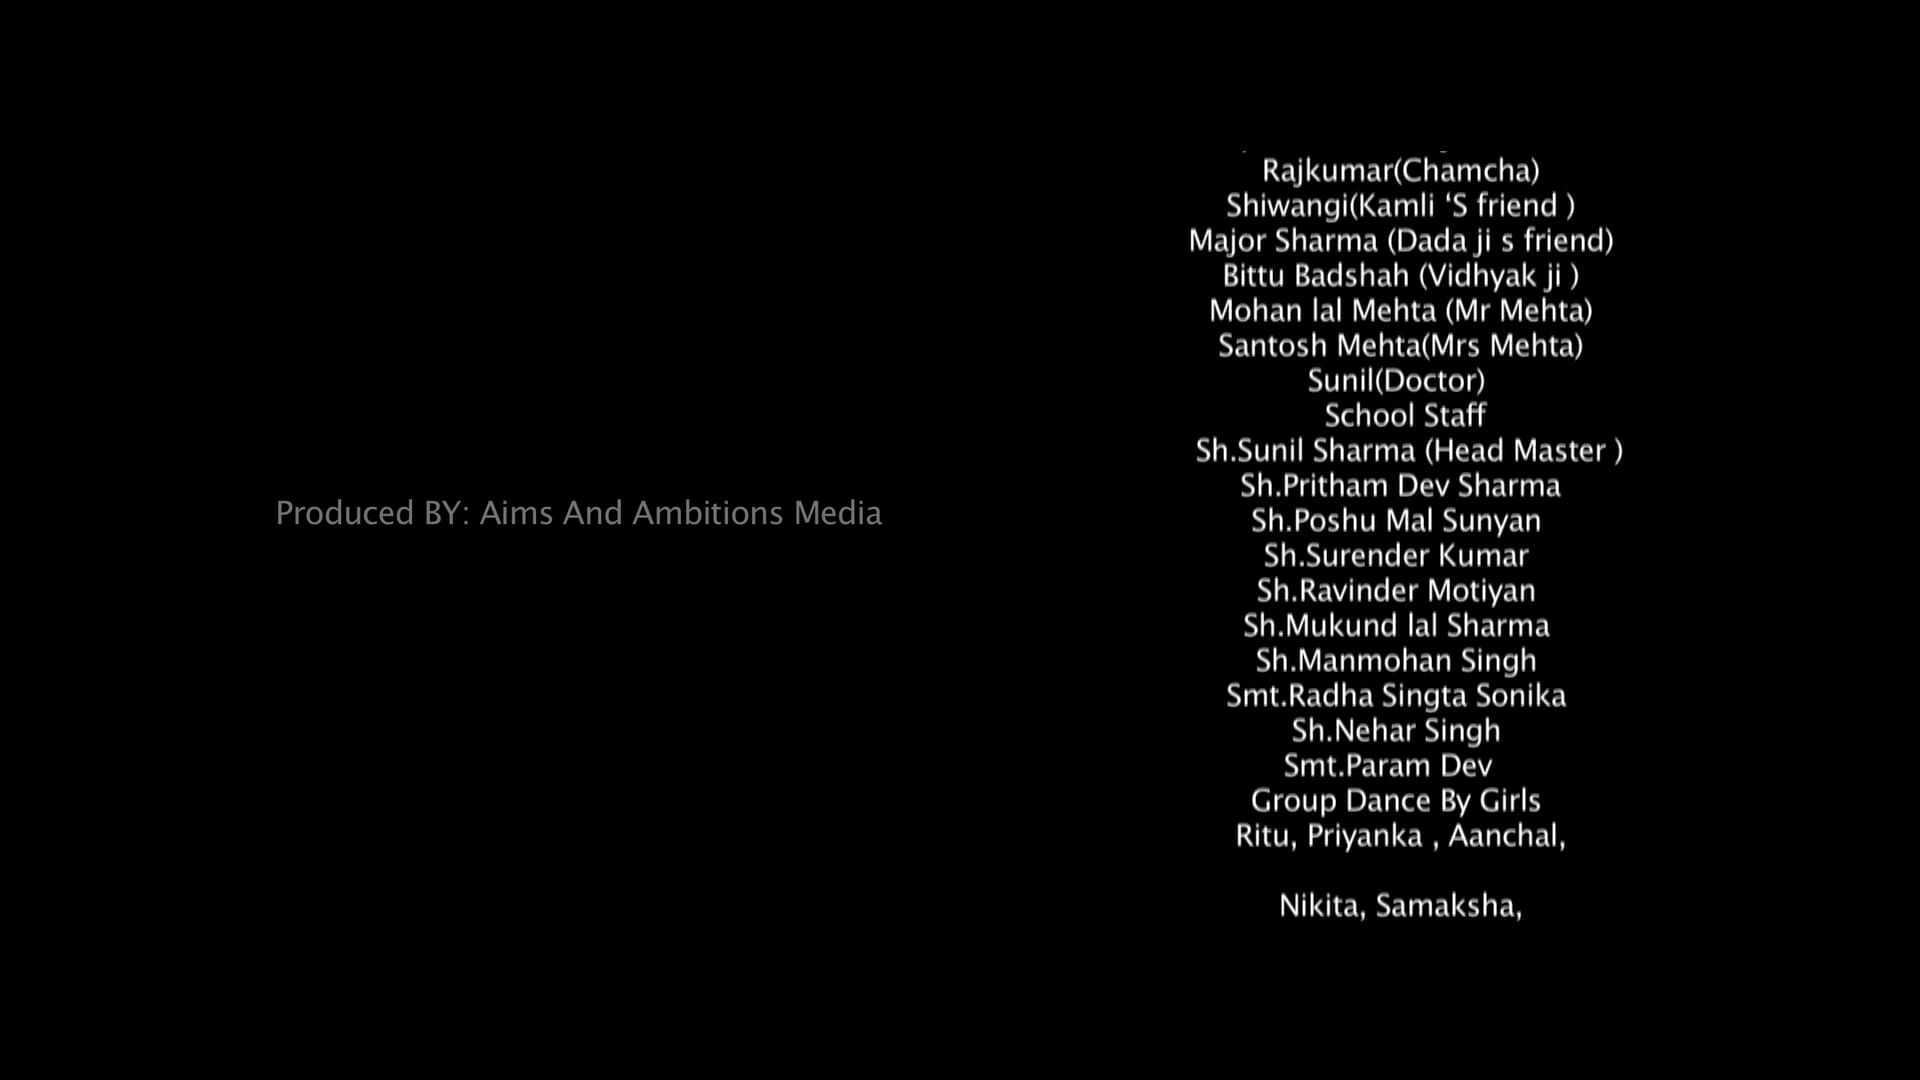 Produced BY: Aims And Ambitions Media
Rajkumar(Chamcha)
Shiwangi(Kamli ‘S friend )
Major Sharma (Dada ji s friend)
Bittu Badshah (Vidhyak ji )
Mohan lal Mehta (Mr Mehta)
Santosh Mehta(Mrs Mehta)
Sunil(Doctor)
School Staff
Sh.Sunil Sharma (Head Master )
Sh.Pritham Dev Sharma
Sh.Poshu Mal Sunyan
Sh.Surender Kumar
Sh.Ravinder Motiyan
Sh.Mukund lal Sharma
Sh.Manmohan Singh
Smt.Radha Singta Sonika
Sh.Nehar Singh
Smt.Param Dev
Group Dance By Girls
Ritu, Priyanka , Aanchal,
Nikita, Samaksha,